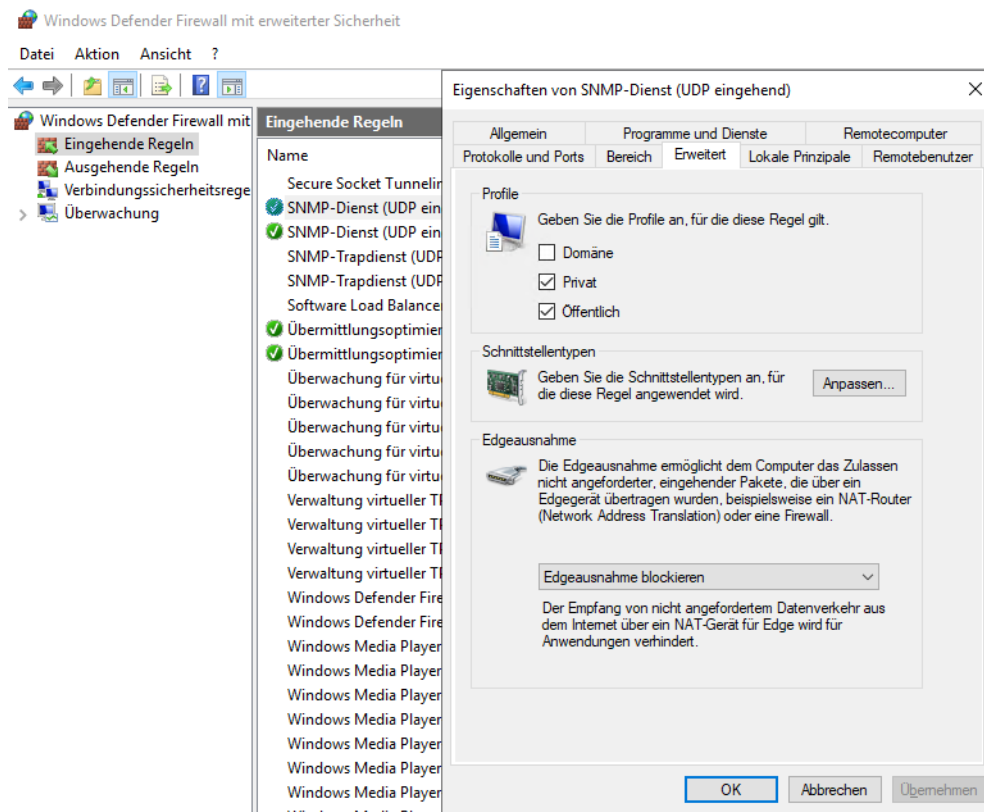 Windows Defender Firewall mit erweiterter Sicherheit
Datei Aktion Ansicht ?
Windows Defender Firewall mit
Eingehende Regeln
Ausgehende Regeln
Verbindungssicherheitsrege
Überwachung
Eingehende Regeln
Name
Secure Socket Tunnelin
SNMP-Dienst (UDP ein
SNMP-Dienst (UDP ein
SNMP-Trapdienst (UDP
SNMP-Trapdienst (UDP
Software Load Balancer
Übermittlungsoptimier
Übermittlungsoptimier
Überwachung für virtu
Überwachung für virtu
Überwachung für virtu
Überwachung für virtu
Überwachung für virtu
Verwaltung virtueller TP
Verwaltung virtueller TP
Verwaltung virtueller TP
Verwaltung virtueller TP
Windows Defender Fire
Windows Defender Fire
Windows Media Player
Windows Media Player
Windows Media Player
Windows Media Player
Windows Media Player
Windows Media Player
Windows Media Player
Eigenschaften von SNMP-Dienst (UDP eingehend)
Allgemein Programme und Dienste Remotecomputer
Protokolle und Ports Bereich Erweitert Lokale Prinzipale Remotebenutzer
Profile
Geben Sie die Profile an, für die diese Regel gilt.
Domäne
Privat
Öffentlich
Schnittstellentypen
Geben Sie die Schnittstellentypen an, für
die diese Regel angewendet wird.
Anpassen...
Edgeausnahme
Die Edgeausnahme ermöglicht dem Computer das Zulassen
nicht angeforderter, eingehender Pakete, die über ein
Edgegerät übertragen wurden, beispielsweise ein NAT-Router
(Network Address Translation) oder eine Firewall.
Edgeausnahme blockieren
Der Empfang von nicht angefordertem Datenverkehr aus
dem Internet über ein NAT-Gerät für Edge wird für
Anwendungen verhindert.
OK Abbrechen Übernehmen